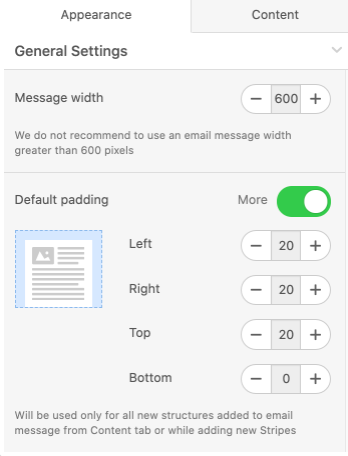 Appearance
Content
General Settings
Message width
− 600 +
We do not recommend to use an email message width
greater than 600 pixels
Default padding
More
Left
− 20 +
Right
− 20 +
Top
− 20 +
Bottom
− 0 +
Will be used only for all new structures added to email
message from Content tab or while adding new Stripes